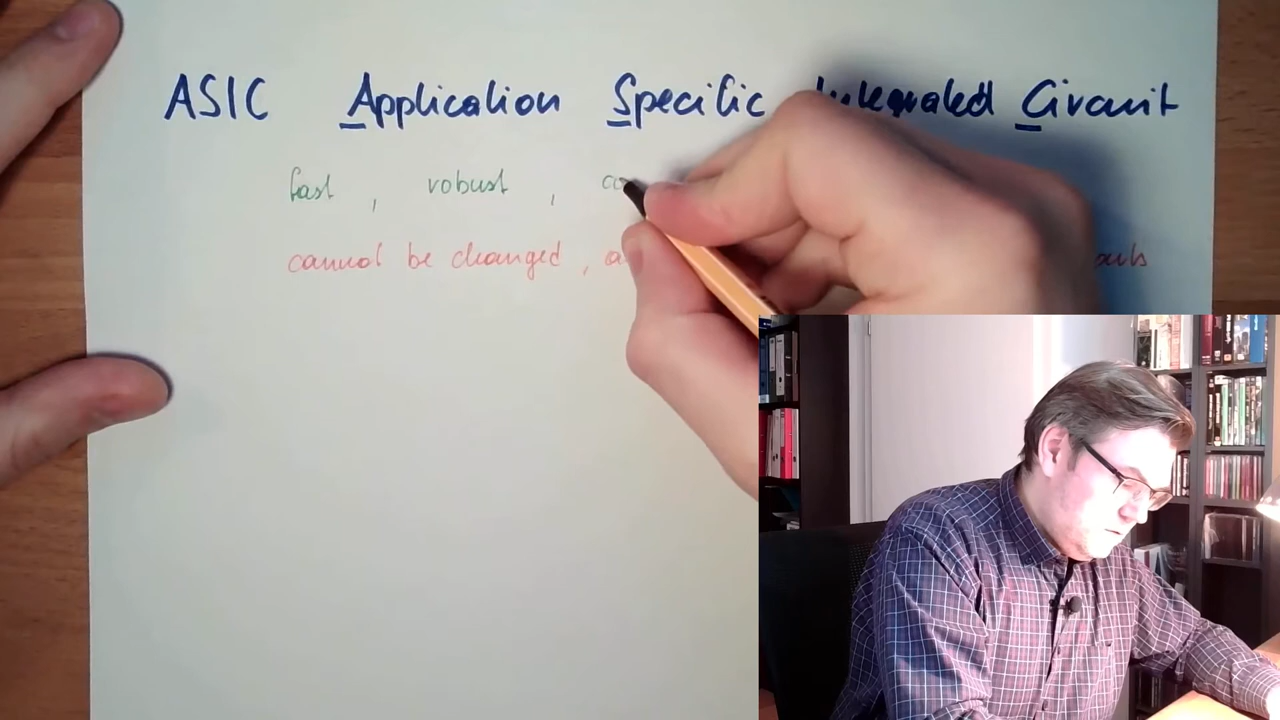 ASIC Application Specific Integrated Circuit
fast , robust ,
cannot be changed ,